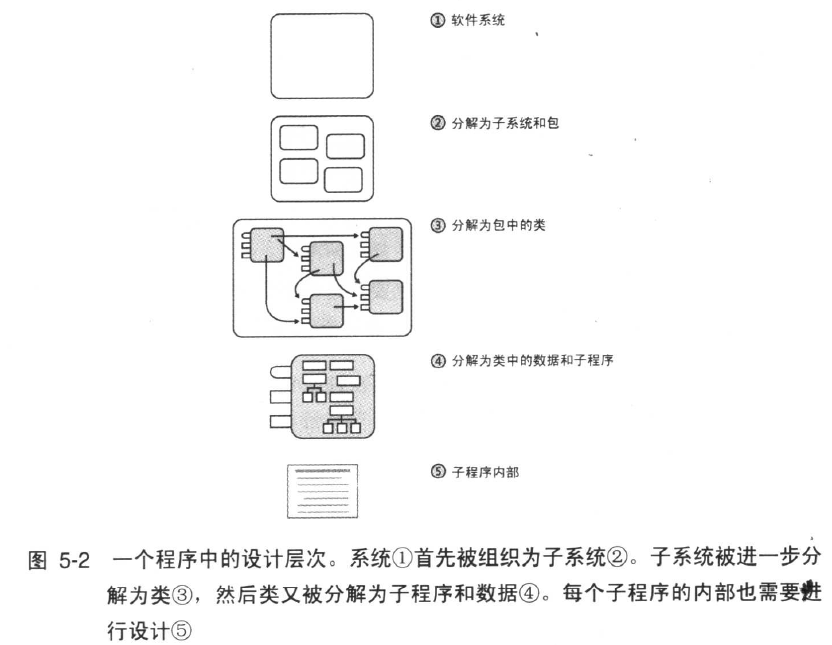 ① 软件系统
② 分解为子系统和包
③ 分解为包中的类
④ 分解为类中的数据和子程序
⑤ 子程序内部
图 5-2 一个程序中的设计层次。系统①首先被组织为子系统②。子系统被进一步分
解为类③，然后类又被分解为子程序和数据④。每个子程序的内部也需要进
行设计⑤